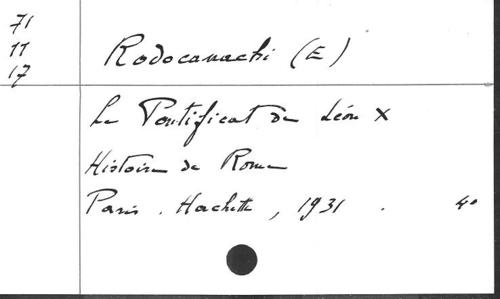 71
11
17
Rodocanachi (E)
Le Pontificat de Léon X
Histoire de Rome
Paris . Hachette , 1931 . 4°